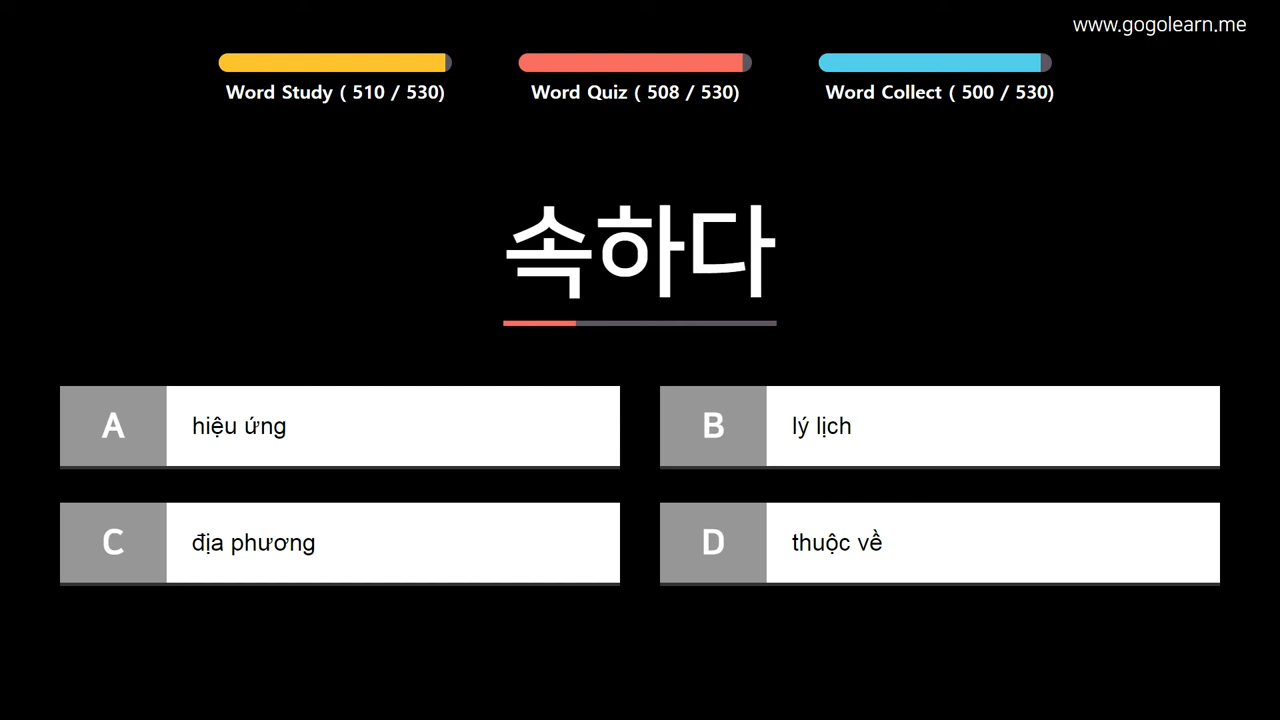 www.gogolearn.me
Word Study ( 510 / 530)
Word Quiz ( 508 / 530)
Word Collect ( 500 / 530)
속하다
A hiệu ứng
B lý lịch
C địa phương
D thuộc về